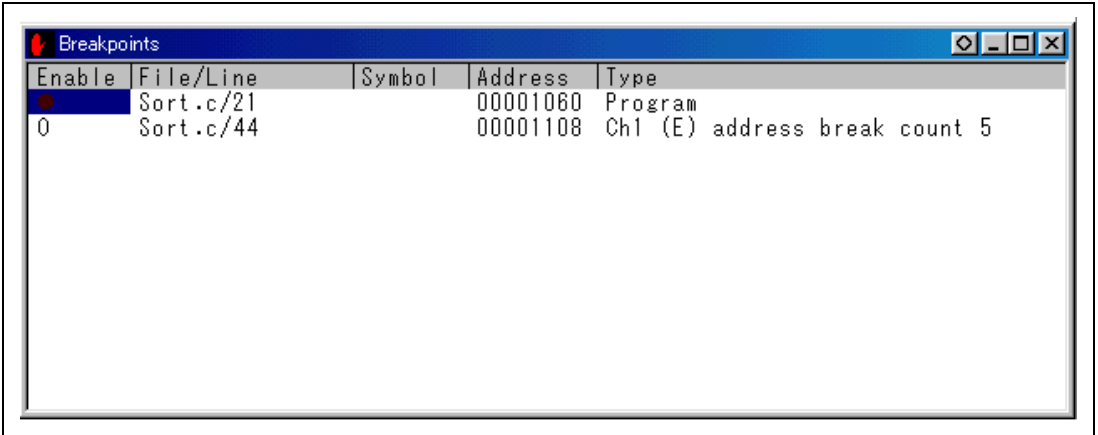 Breakpoints
Enable File/Line Symbol Address Type
Sort.c/21 00001060 Program
O Sort.c/44 00001108 Ch1 (E) address break count 5